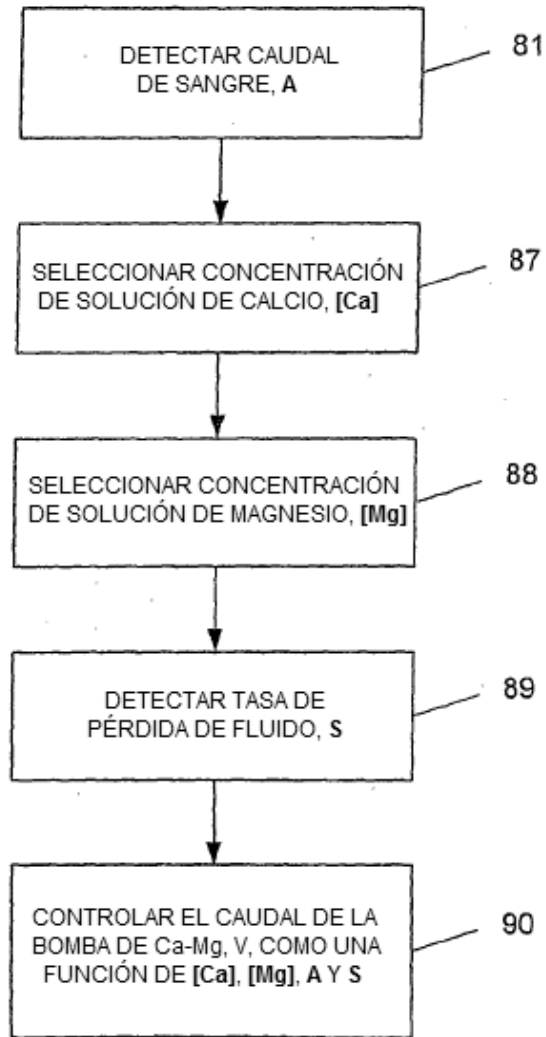 DETECTAR CAUDAL
DE SANGRE, A
81
SELECCIONAR CONCENTRACIÓN
DE SOLUCIÓN DE CALCIO, [Ca]
87
SELECCIONAR CONCENTRACIÓN
DE SOLUCIÓN DE MAGNESIO, [Mg]
88
DETECTAR TASA DE
PÉRDIDA DE FLUIDO, S
89
CONTROLAR EL CAUDAL DE LA
BOMBA DE Ca-Mg, V, COMO UNA
FUNCIÓN DE [Ca], [Mg], A Y S
90